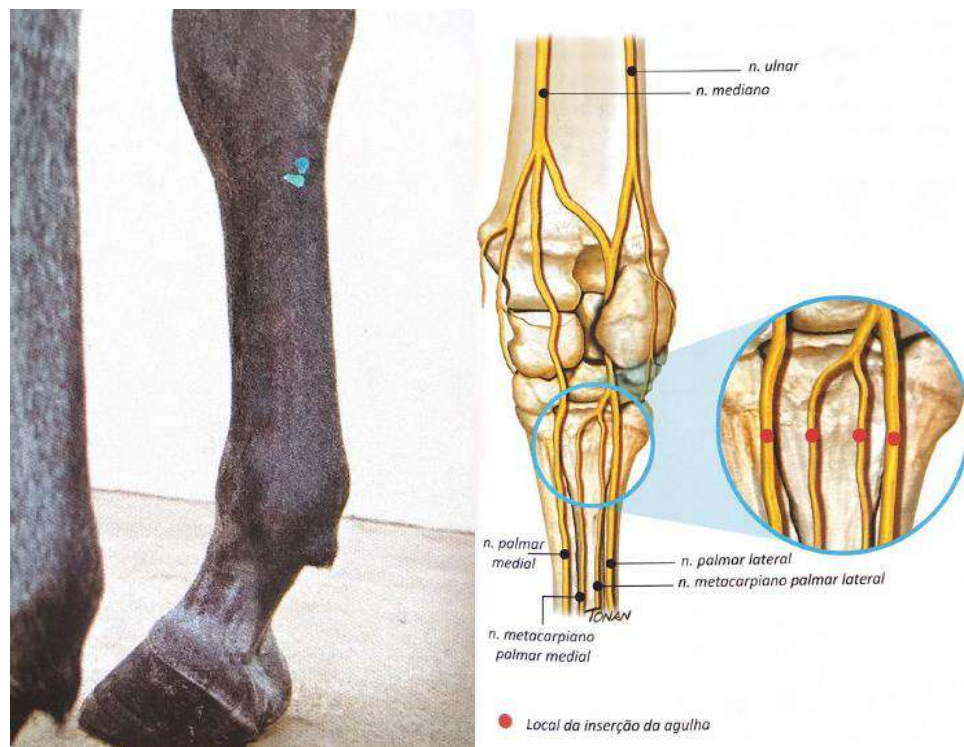 n. ulnar
n. mediano
n. palmar
medial
n. palmar lateral
n. metacarpiano palmar lateral
TONAN
n. metacarpiano
palmar medial
Local da inserção da agulha